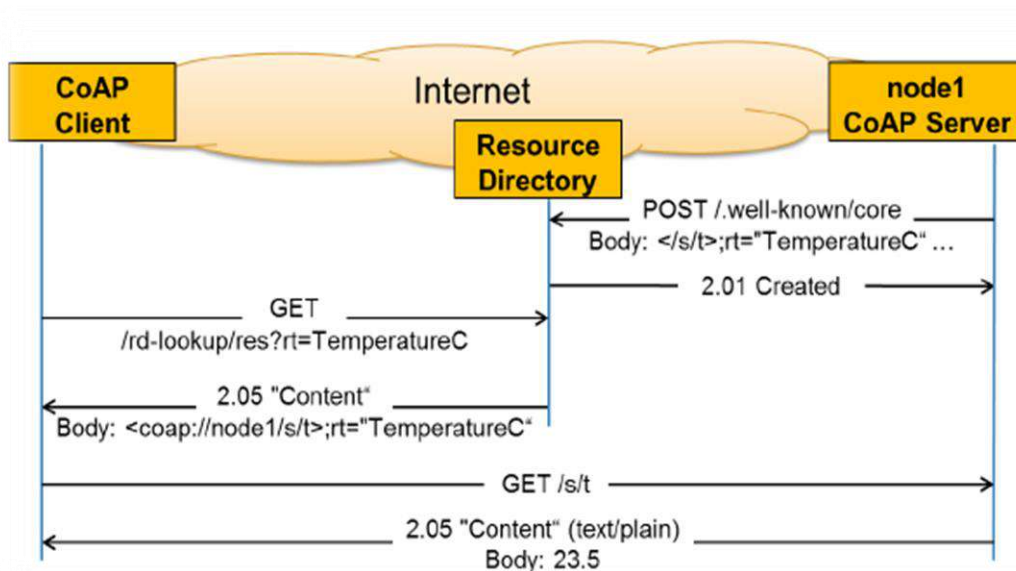 CoAP
Client
Internet
node1
CoAP Server
Resource
Directory
POST /.well-known/core
Body: </s/t>;rt="TemperatureC“ ...
2.01 Created
GET
/rd-lookup/res?rt=TemperatureC
2.05 "Content“
Body: <coap://node1/s/t>;rt="TemperatureC“
GET /s/t
2.05 "Content“ (text/plain)
Body: 23.5